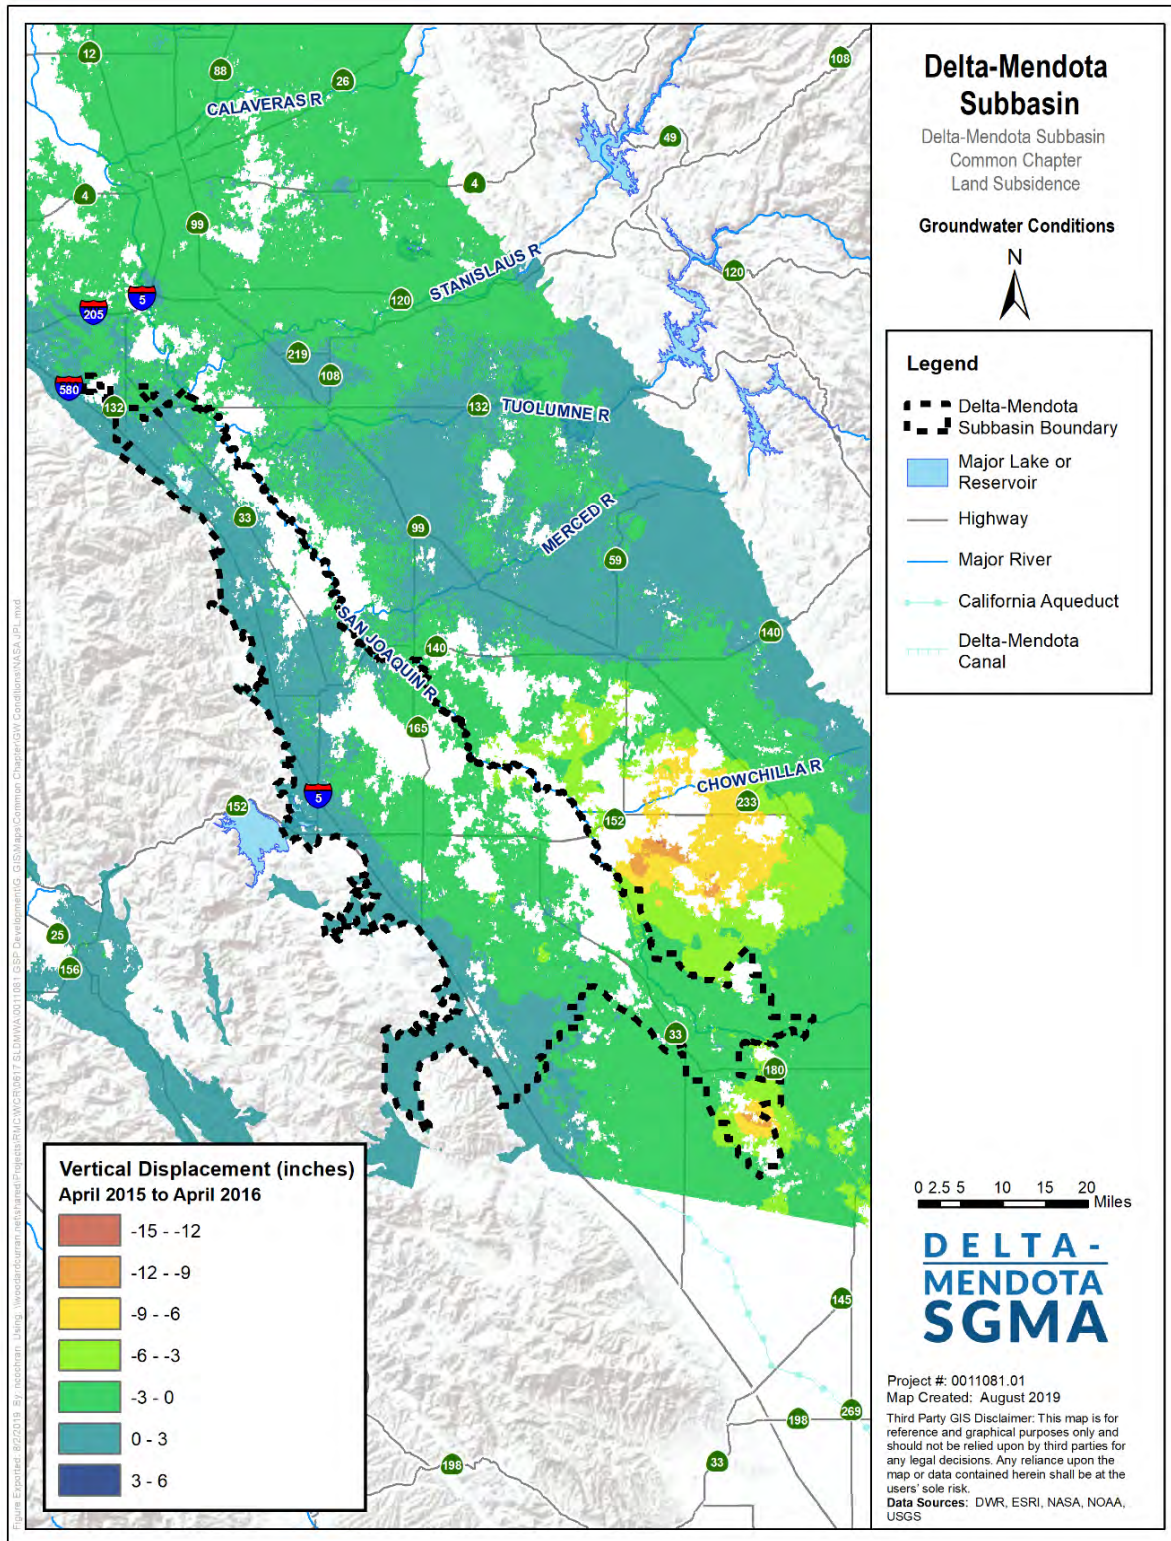 Delta-Mendota
Subbasin
Delta-Mendota Subbasin
Common Chapter
Land Subsidence
Groundwater Conditions
N
Legend
Delta-Mendota
Subbasin Boundary
Major Lake or
Reservoir
Highway
Major River
California Aqueduct
Delta-Mendota
Canal
0 2.5 5 10 15 20
Miles
DELTA-
MENDOTA
SGMA
Project #: 0011081.01
Map Created: August 2019
Third Party GIS Disclaimer: This map is for
reference and graphical purposes only and
should not be relied upon by third parties for
any legal decisions. Any reliance upon the
map or data contained herein shall be at the
users' sole risk.
Data Sources: DWR, ESRI, NASA, NOAA,
USGS
12
88
26
108
CALAVERAS R
49
4
4
99
STANISLAUS R
120
5
205
120
219
108
580
132
132
TUOLUMNE R
33
99
MERCED R
59
SAN JOAQUIN R
140
140
165
CHOWCHILLA R
152
5
152
233
25
156
33
180
145
198
269
198
33
Vertical Displacement (inches)
April 2015 to April 2016
-15 - -12
-12 - -9
-9 - -6
-6 - -3
-3 - 0
0 - 3
3 - 6